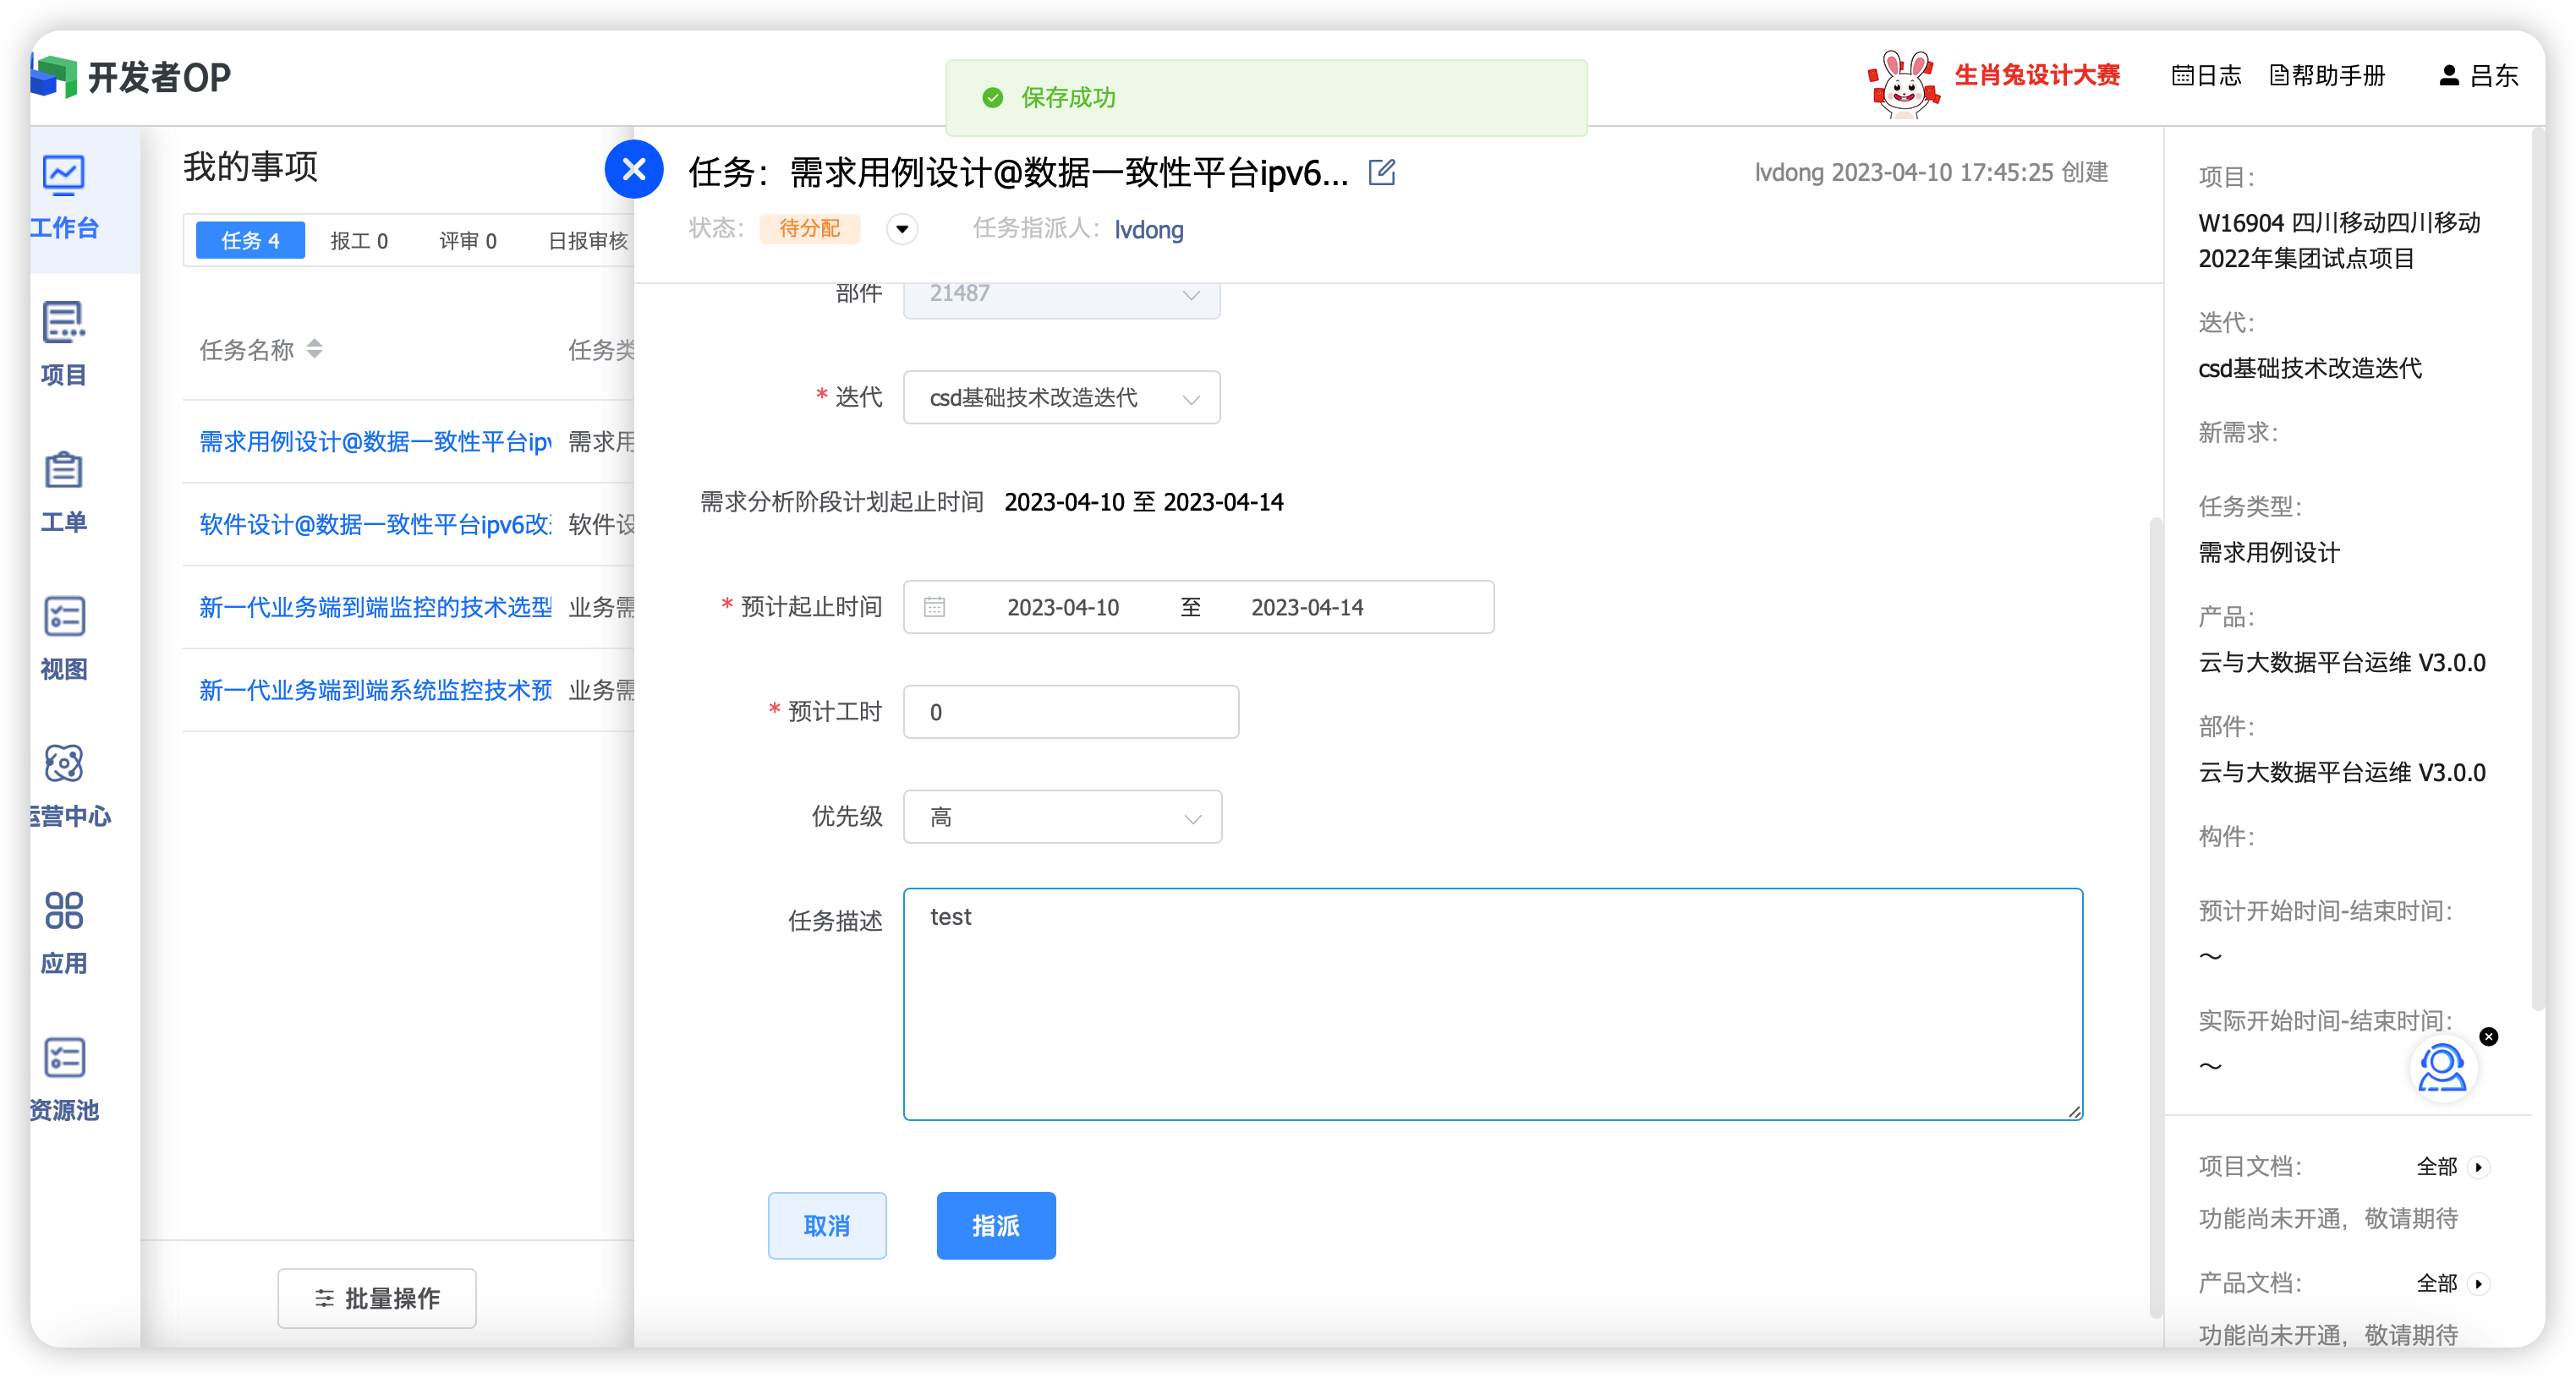 开发者OP
保存成功
生肖兔设计大赛
日志
帮助手册
吕东
工作台
项目
工单
视图
运营中心
应用
资源池
我的事项
任务 4
报工 0
评审 0
日报审核
任务名称
任务类
需求用例设计@数据一致性平台ipv
需求用
软件设计@数据一致性平台ipv6改
软件设
新一代业务端到端监控的技术选型
业务需
新一代业务端到端系统监控技术预
业务需
批量操作
任务：需求用例设计@数据一致性平台ipv6...
lvdong 2023-04-10 17:45:25 创建
状态：
待分配
任务指派人：lvdong
部件
21487
* 迭代
csd基础技术改造迭代
需求分析阶段计划起止时间 2023-04-10 至 2023-04-14
* 预计起止时间
2023-04-10 至 2023-04-14
* 预计工时
0
优先级
高
任务描述
test
取消
指派
项目：
W16904 四川移动四川移动
2022年集团试点项目
迭代：
csd基础技术改造迭代
新需求：
任务类型：
需求用例设计
产品：
云与大数据平台运维 V3.0.0
部件：
云与大数据平台运维 V3.0.0
构件：
预计开始时间-结束时间：
～
实际开始时间-结束时间：
～
项目文档：
全部
功能尚未开通，敬请期待
产品文档：
全部
功能尚未开通，敬请期待